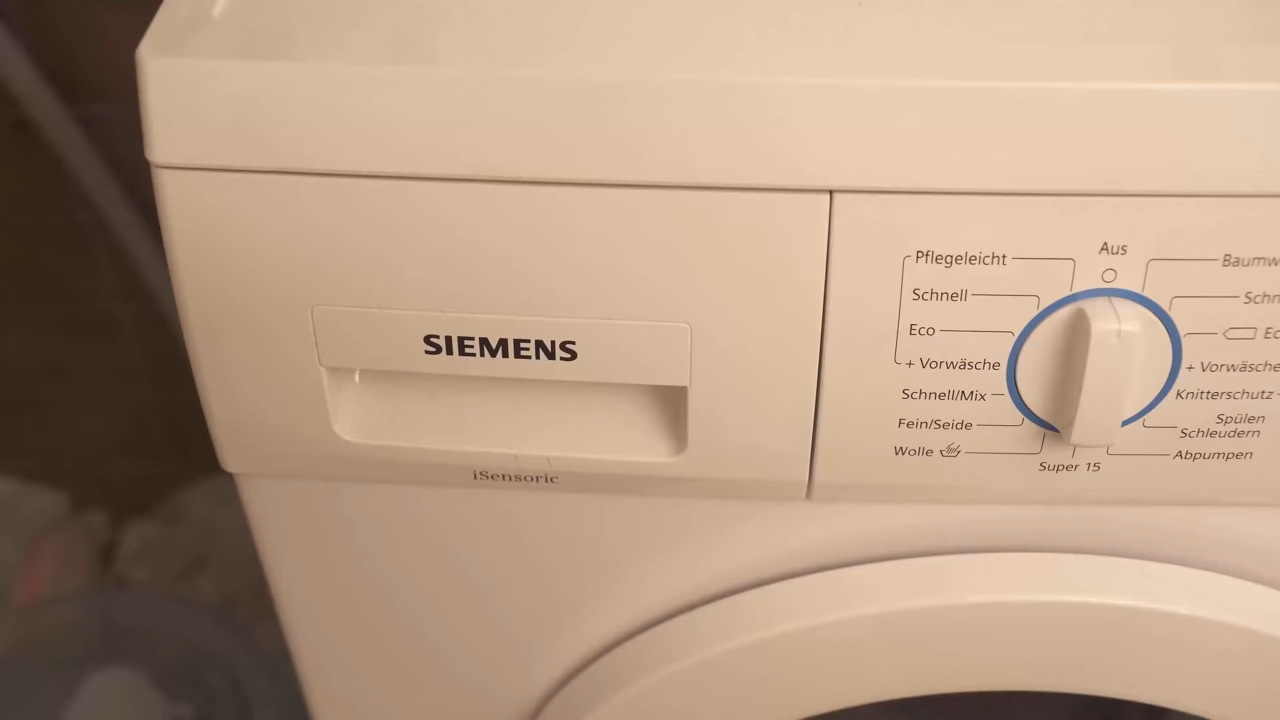 SIEMENS
iSensoric
Aus
Pflegeleicht
Schnell
Eco
+ Vorwäsche
Schnell/Mix
Fein/Seide
Wolle
Super 15
+ Vorwäsche
Knitterschutz
Spülen
Schleudern
Abpumpen